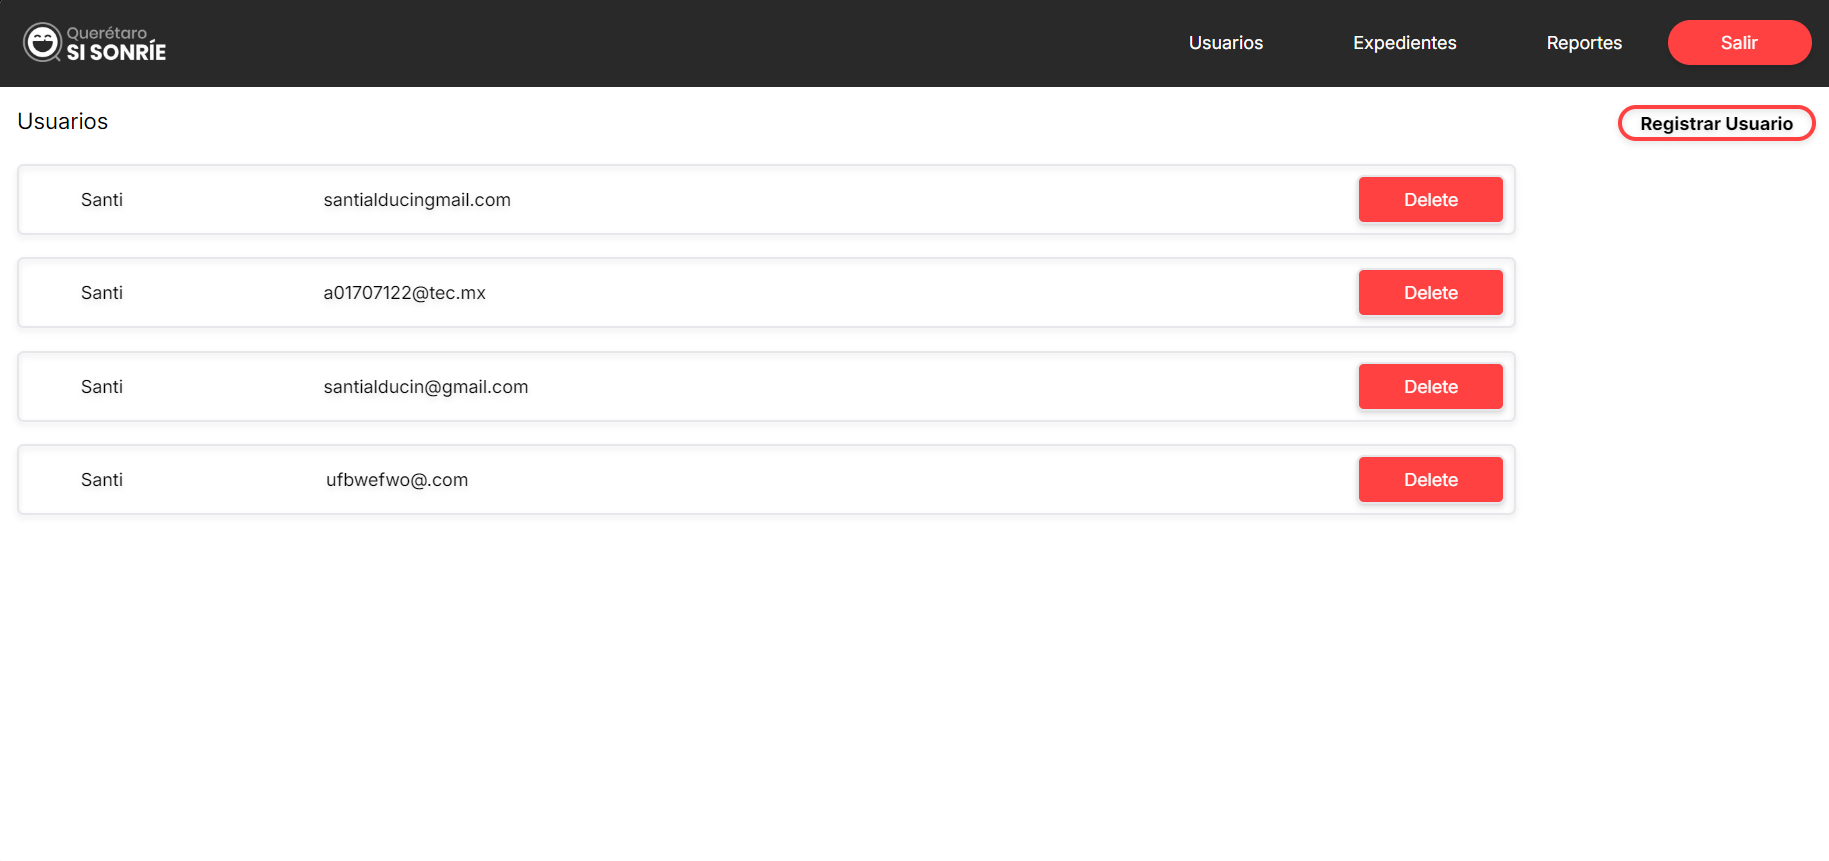 Querétaro
SI SONRÍE
Usuarios
Expedientes
Reportes
Salir
Usuarios
Registrar Usuario
Santi santialducingmail.com Delete
Santi a01707122@tec.mx Delete
Santi santialducin@gmail.com Delete
Santi ufbwefwo@.com Delete